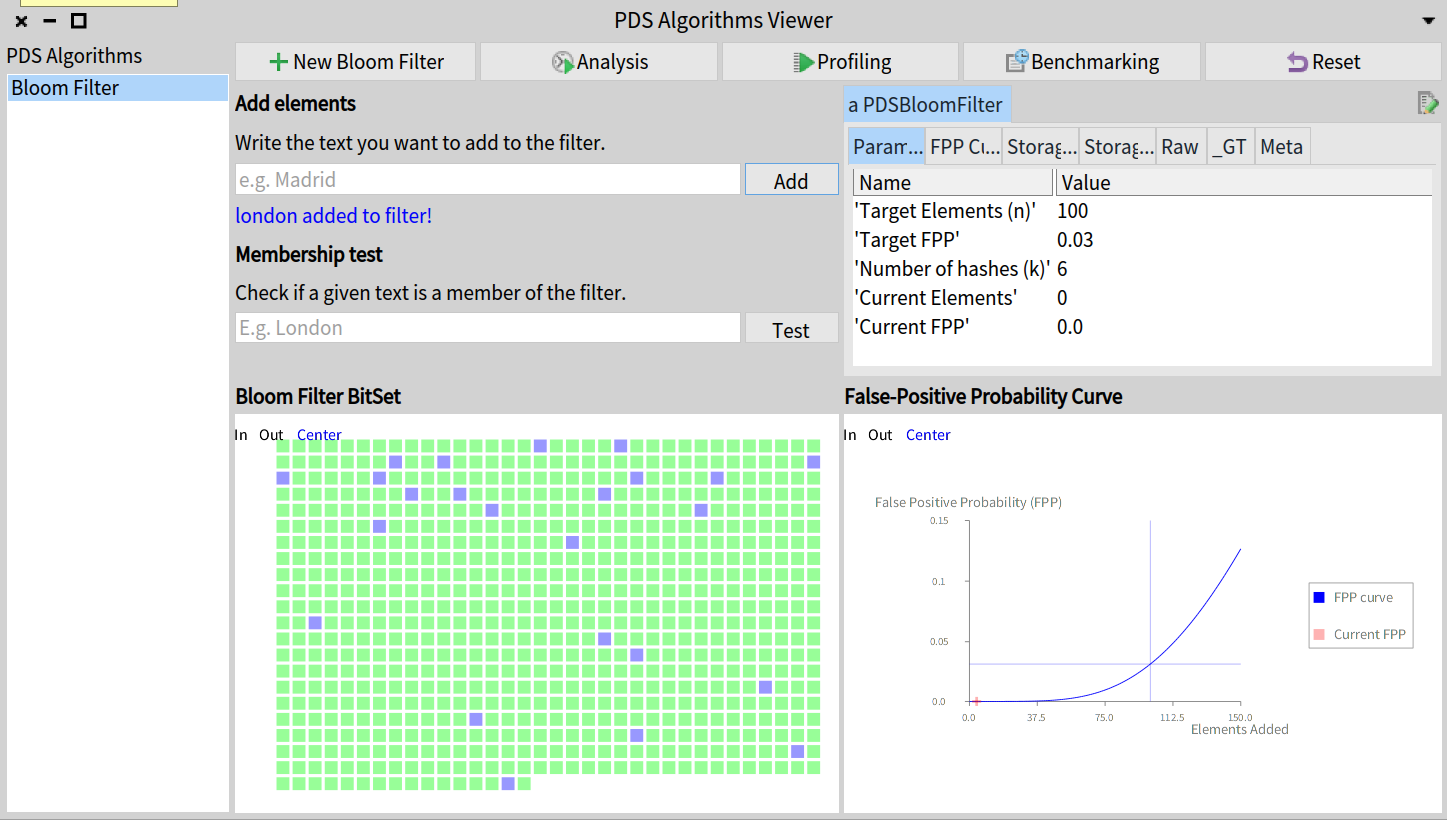 PDS Algorithms Viewer
PDS Algorithms
Bloom Filter
New Bloom Filter
Analysis
Profiling
Benchmarking
Reset
Add elements
Write the text you want to add to the filter.
e.g. Madrid
Add
london added to filter!
Membership test
Check if a given text is a member of the filter.
E.g. London
Test
a PDSBloomFilter
Param... FPP Cu... Storag... Storag... Raw _GT Meta
Name Value
'Target Elements (n)' 100
'Target FPP' 0.03
'Number of hashes (k)' 6
'Current Elements' 0
'Current FPP' 0.0
Bloom Filter BitSet
In Out Center
False-Positive Probability Curve
In Out Center
False Positive Probability (FPP)
0.15
0.1
0.05
0.0
0.0 37.5 75.0 112.5 150.0
Elements Added
FPP curve
Current FPP